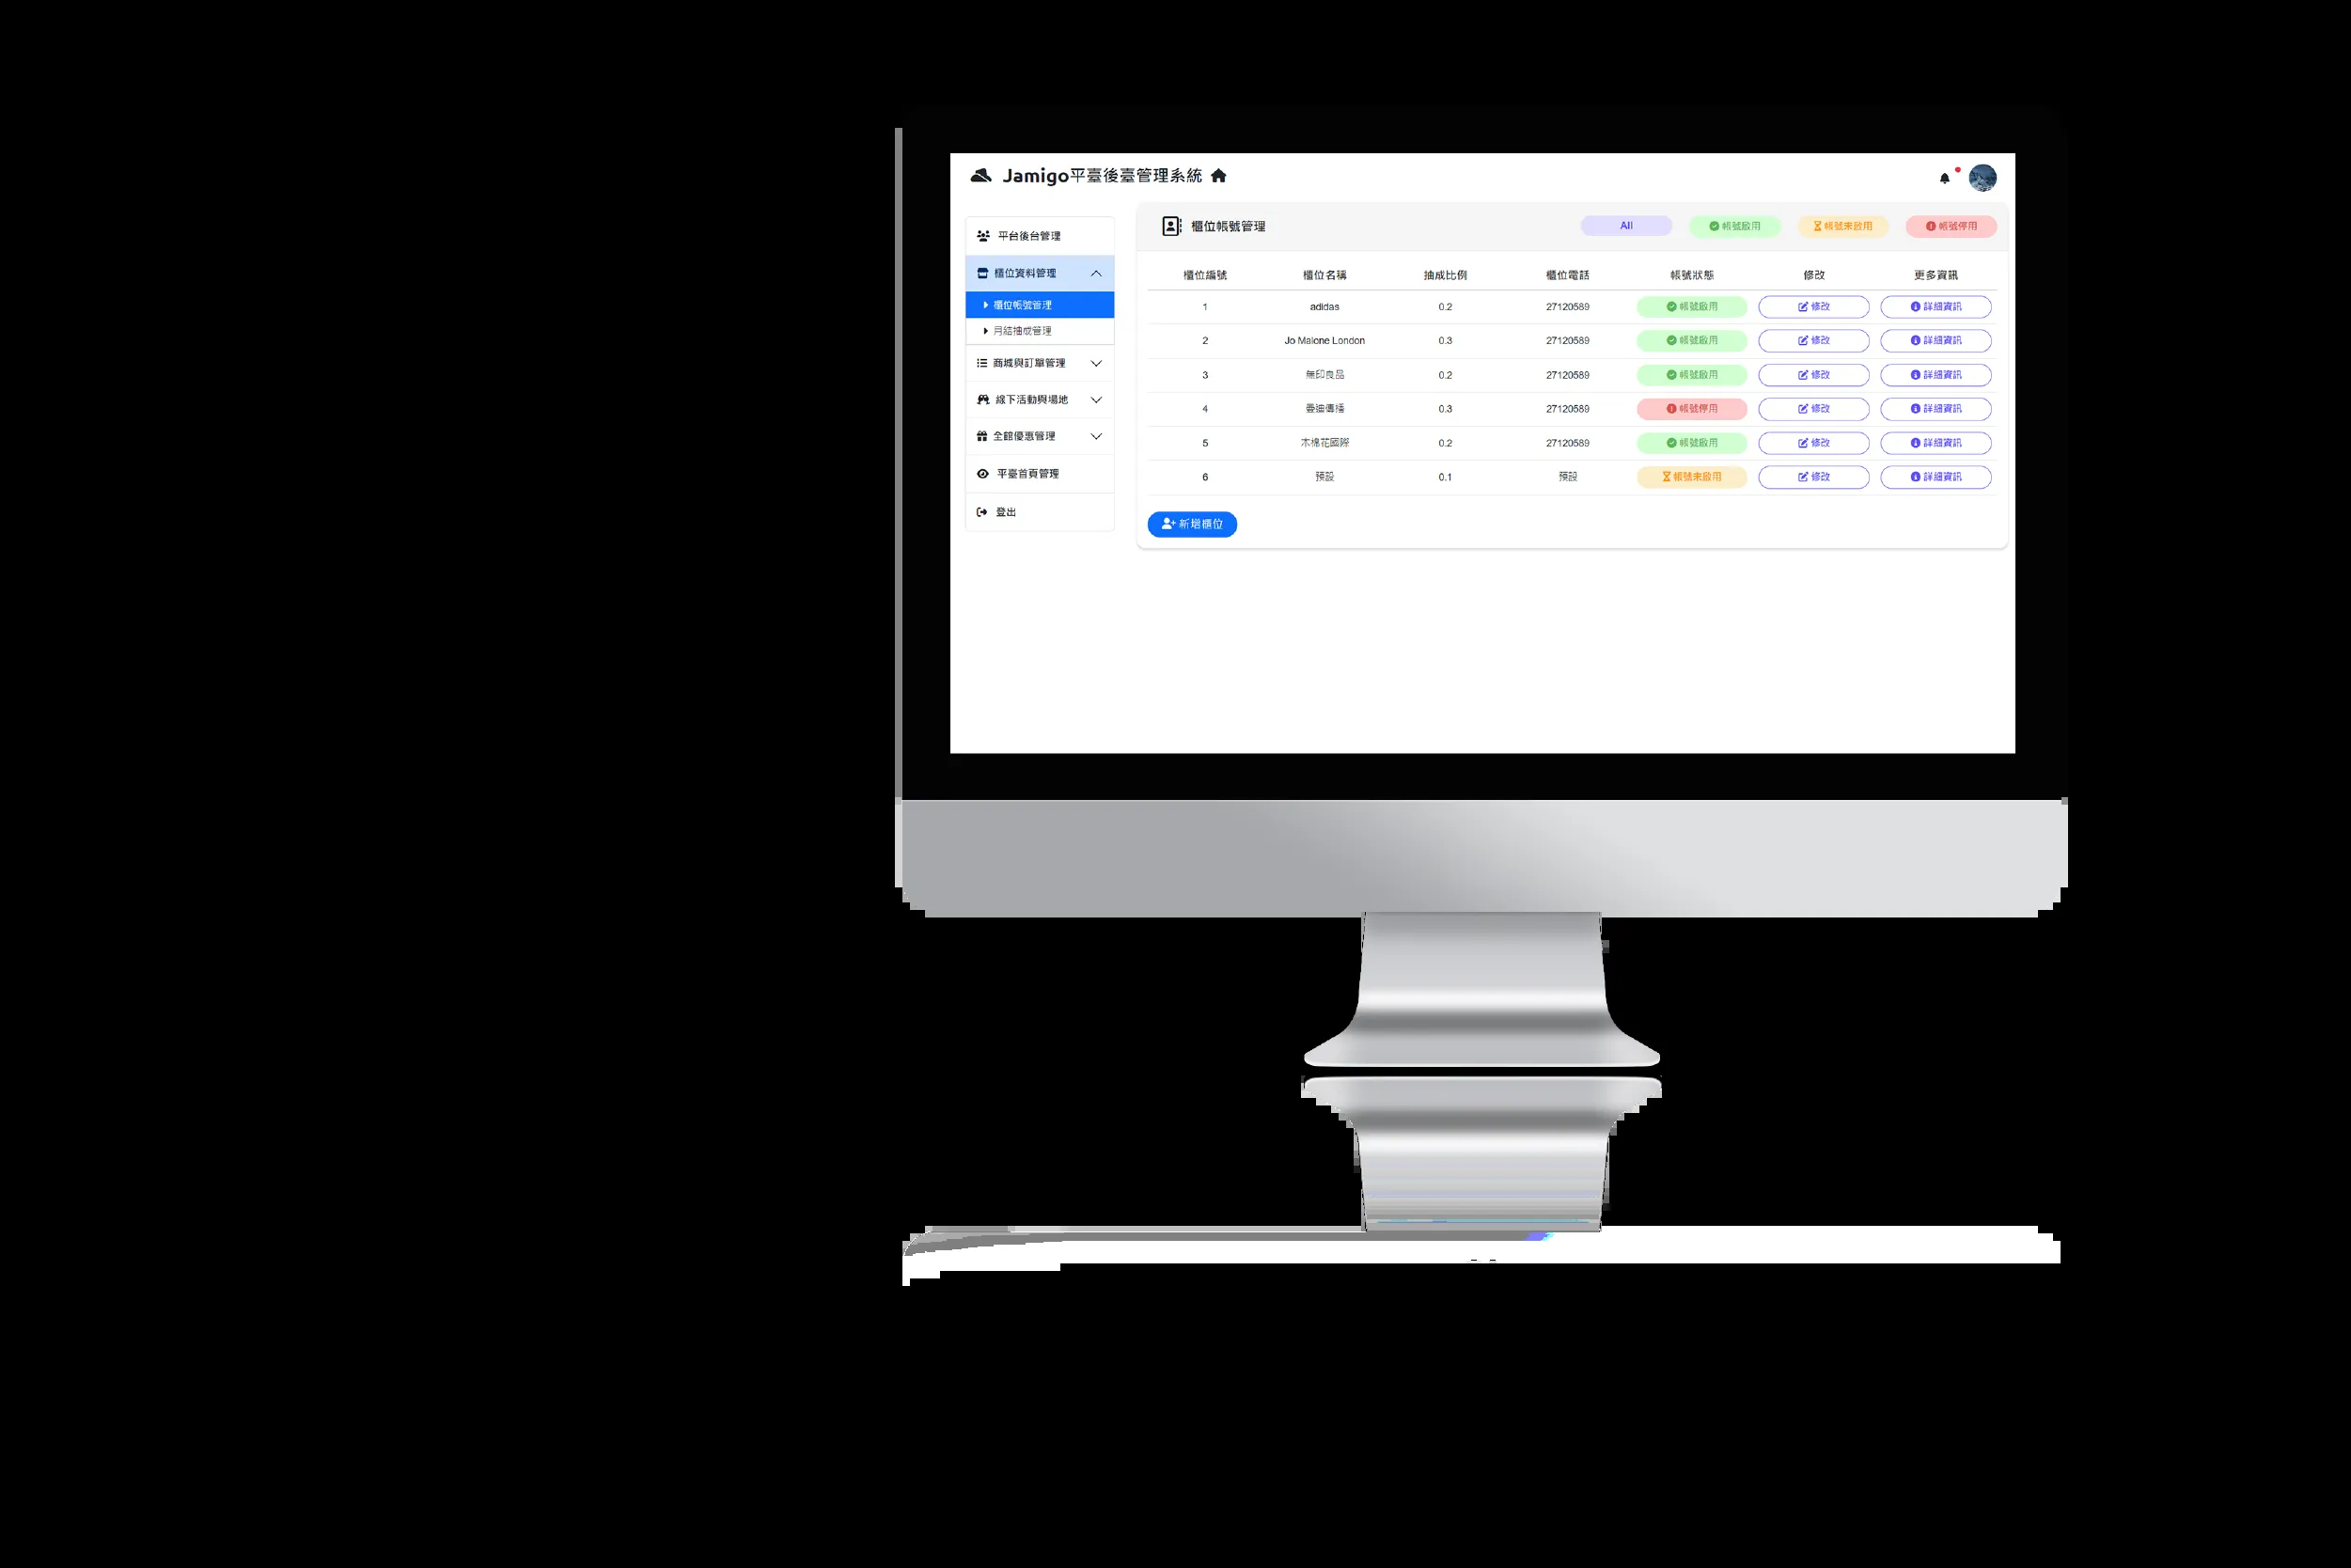 Jamigo平臺後臺管理系統
平台後台管理
櫃位資料管理
櫃位帳號管理
月結抽成管理
商城與訂單管理
線下活動與場地
全館優惠管理
平臺首頁管理
登出
櫃位帳號管理 All 帳號啟用 帳號未啟用 帳號停用
櫃位編號 櫃位名稱 抽成比例 櫃位電話 帳號狀態 修改 更多資訊
1 adidas 0.2 27120589 帳號啟用 修改 詳細資訊
2 Jo Malone London 0.3 27120589 帳號啟用 修改 詳細資訊
3 無印良品 0.2 27120589 帳號啟用 修改 詳細資訊
4 0.3 27120589 帳號停用 修改 詳細資訊
5 木棉花國際 0.2 27120589 帳號啟用 修改 詳細資訊
6 預設 0.1 預設 帳號未啟用 修改 詳細資訊
新增櫃位